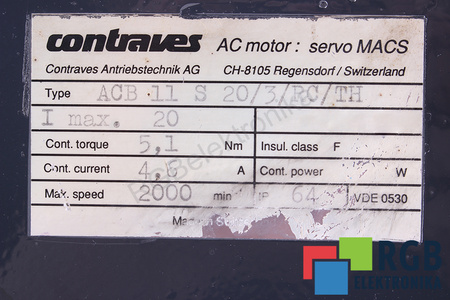 contraves AC motor: servo MACS
Contraves Antriebstechnik AG CH-8105 Regensdorf / Switzerland
Type ACB 11 S 20/3/RC/TH
I max. 20
Cont. torque 5,1 Nm Insul. class F
Cont. current A Cont. power W
Max. speed 2000 min IP 64 VDE 0530
RGB
ELEKTRONIKA